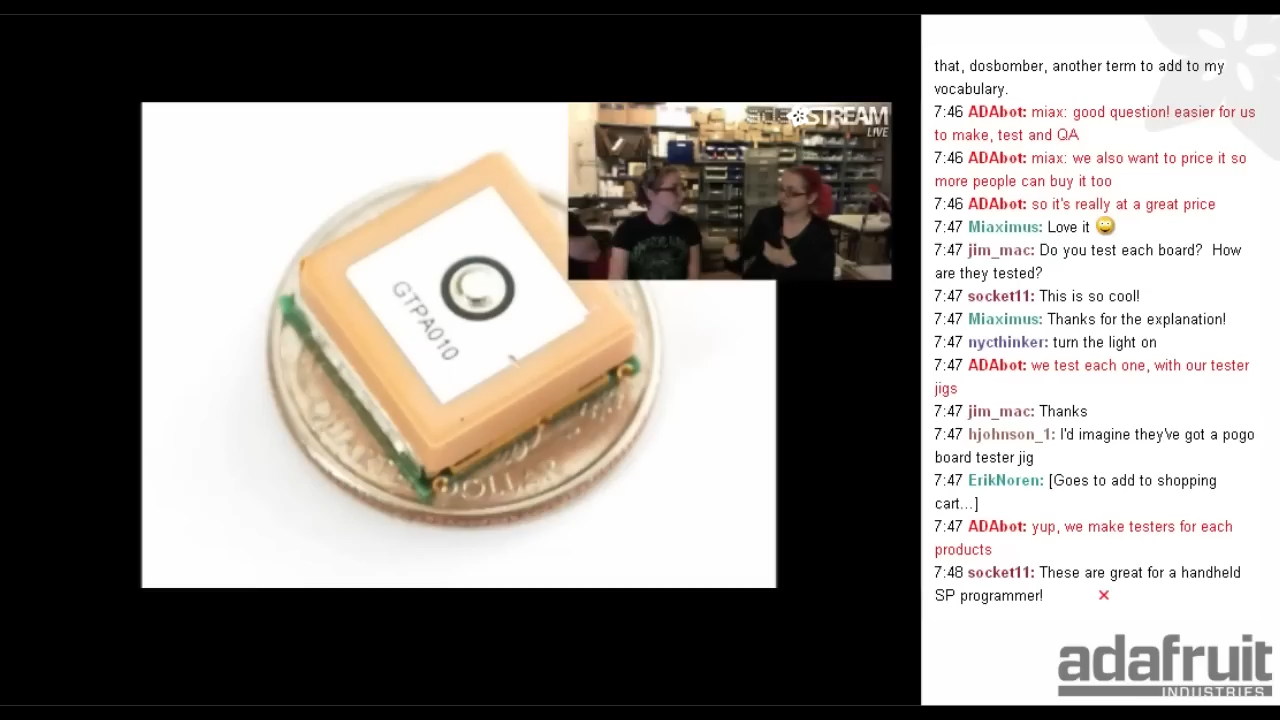 STREAM
LIVE
GTPA010
DOLLAR
that, dosbomber, another term to add to my
vocabulary.
7:46 ADAbot: miax: good question! easier for us
to make, test and QA
7:46 ADAbot: miax: we also want to price it so
more people can buy it too
7:46 ADAbot: so it's really at a great price
7:47 Miaximus: Love it
7:47 jim_mac: Do you test each board? How
are they tested?
7:47 socket11: This is so cool!
7:47 Miaximus: Thanks for the explanation!
7:47 nycthinker: turn the light on
7:47 ADAbot: we test each one, with our tester
jigs
7:47 jim_mac: Thanks
7:47 hjohnson_1: I'd imagine they've got a pogo
board tester jig
7:47 ErikNoren: [Goes to add to shopping
cart...]
7:47 ADAbot: yup, we make testers for each
products
7:48 socket11: These are great for a handheld
SP programmer!
adafruit
INDUSTRIES